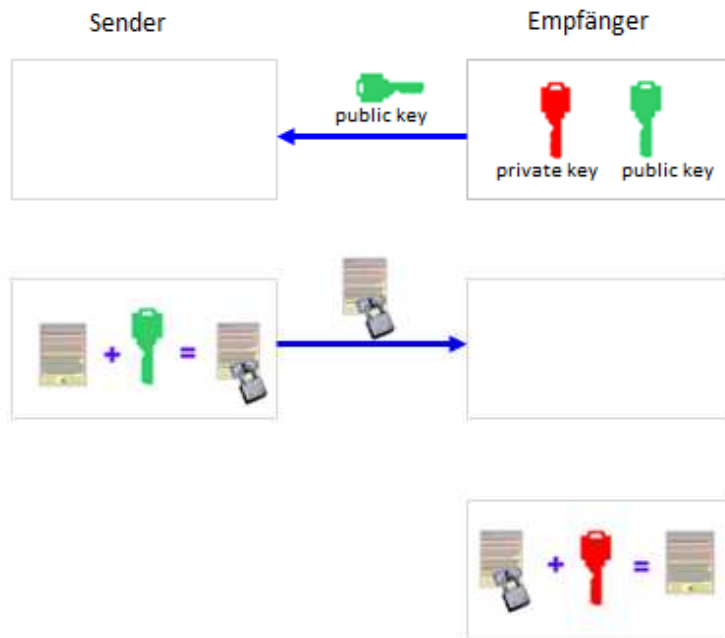 Sender
Empfänger
public key
private key
public key
+
=
+
=